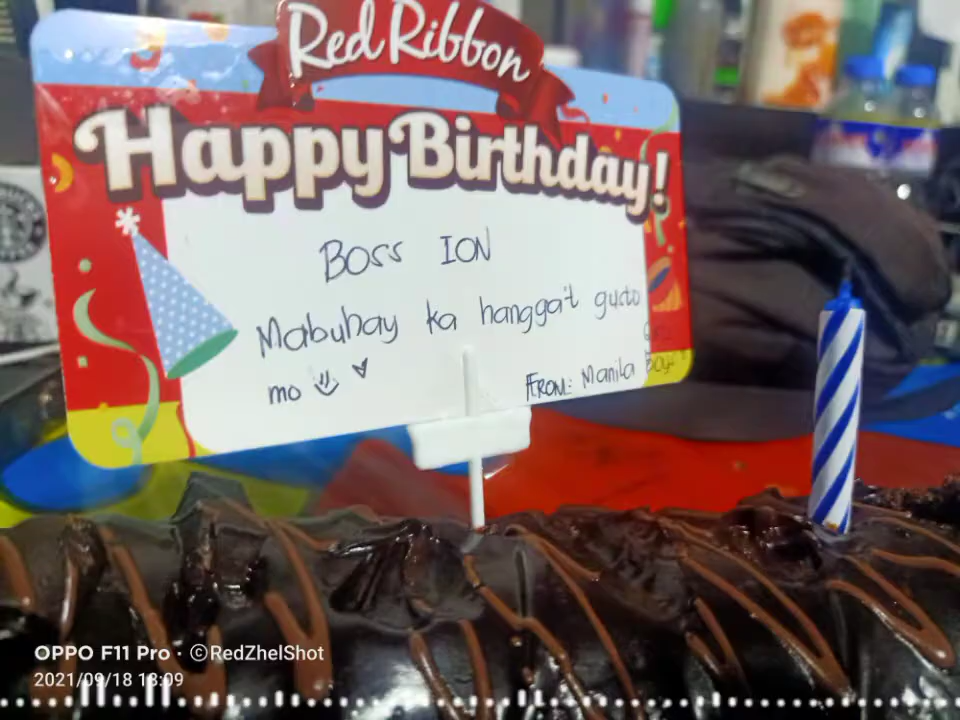 Red Ribbon
Happy Birthday!
BOSS ION
Mabuhay ka hangga't gusto
mo
FROM: Manila Boys
OPPO F11 Pro · ©RedZhelShot
2021/09/18 18:09